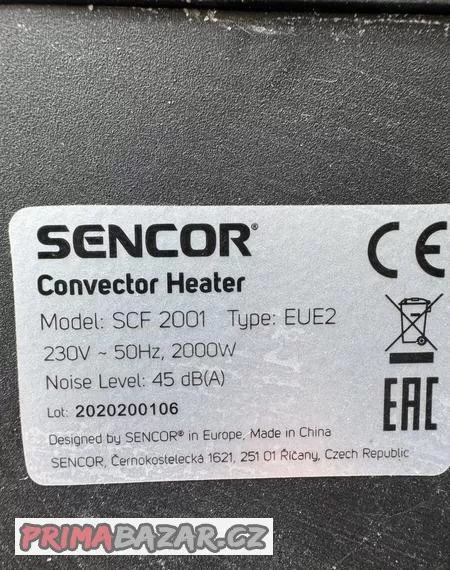 SENCOR®
Convector Heater
Model: SCF 2001 Type: EUE2
230V ~ 50Hz, 2000W
Noise Level: 45 dB(A)
Lot: 2020200106
Designed by SENCOR® in Europe, Made in China
SENCOR, Černokostelecká 1621, 251 01 Říčany, Czech Republic
CE
EAC
PRIMABAZAR.CZ